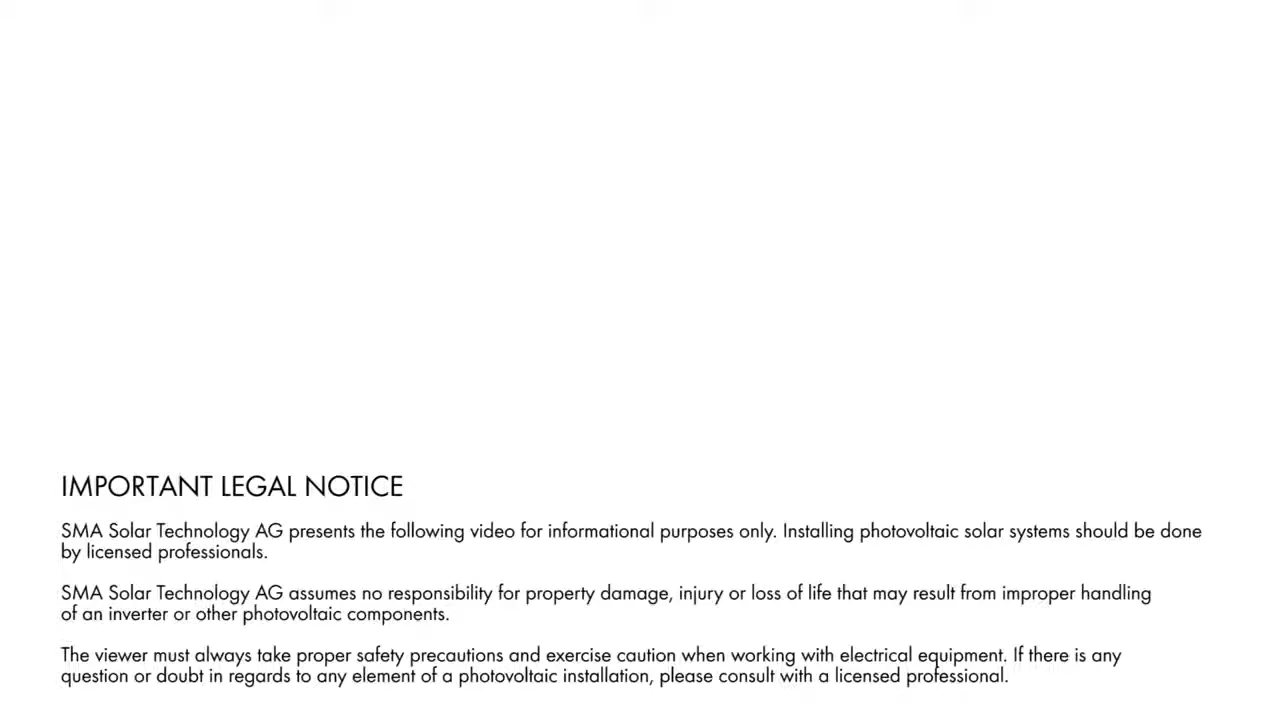 IMPORTANT LEGAL NOTICE
SMA Solar Technology AG presents the following video for informational purposes only. Installing photovoltaic solar systems should be done
by licensed professionals.
SMA Solar Technology AG assumes no responsibility for property damage, injury or loss of life that may result from improper handling
of an inverter or other photovoltaic components.
The viewer must always take proper safety precautions and exercise caution when working with electrical equipment. If there is any
question or doubt in regards to any element of a photovoltaic installation, please consult with a licensed professional.